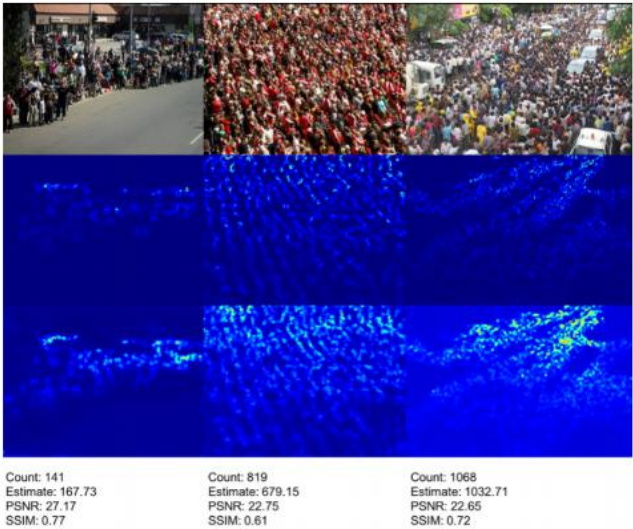 Count: 141
Estimate: 167.73
PSNR: 27.17
SSIM: 0.77
Count: 819
Estimate: 679.15
PSNR: 22.75
SSIM: 0.61
Count: 1068
Estimate: 1032.71
PSNR: 22.65
SSIM: 0.72